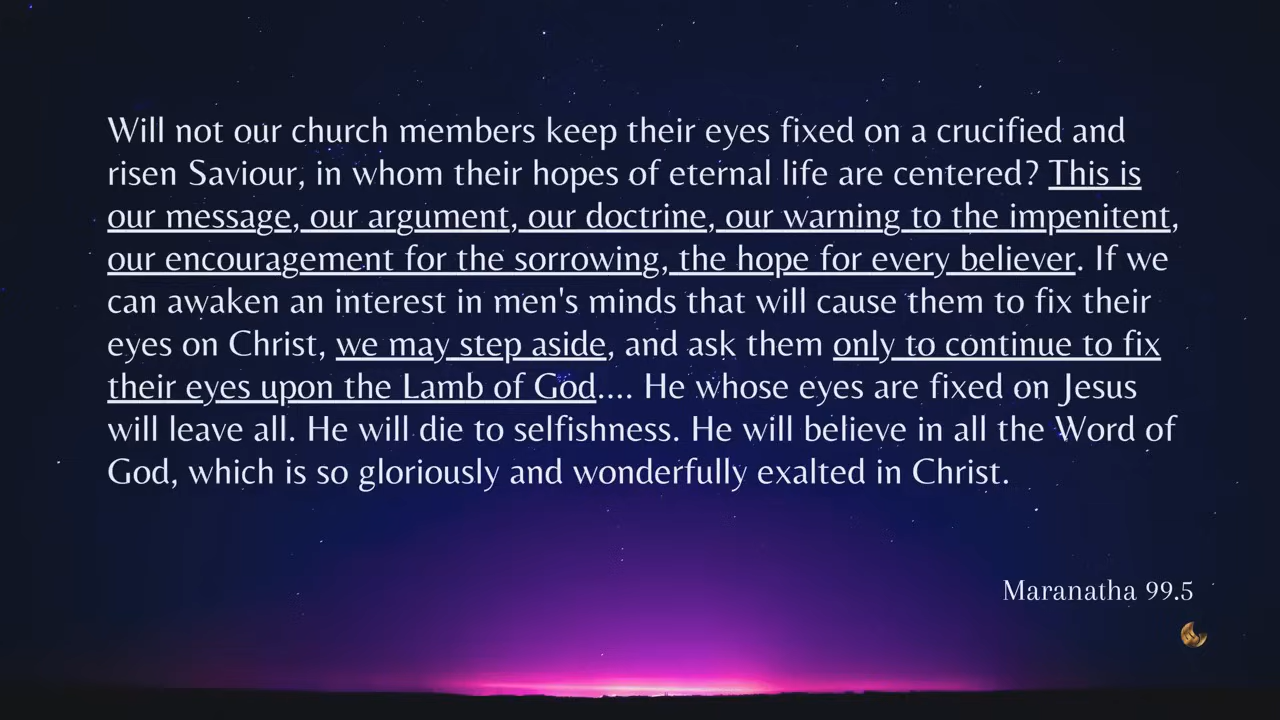 Will not our church members keep their eyes fixed on a crucified and
risen Saviour, in whom their hopes of eternal life are centered? This is
our message, our argument, our doctrine, our warning to the impenitent,
our encouragement for the sorrowing, the hope for every believer. If we
can awaken an interest in men's minds that will cause them to fix their
eyes on Christ, we may step aside, and ask them only to continue to fix
their eyes upon the Lamb of God.... He whose eyes are fixed on Jesus
will leave all. He will die to selfishness. He will believe in all the Word of
God, which is so gloriously and wonderfully exalted in Christ.
Maranatha 99.5